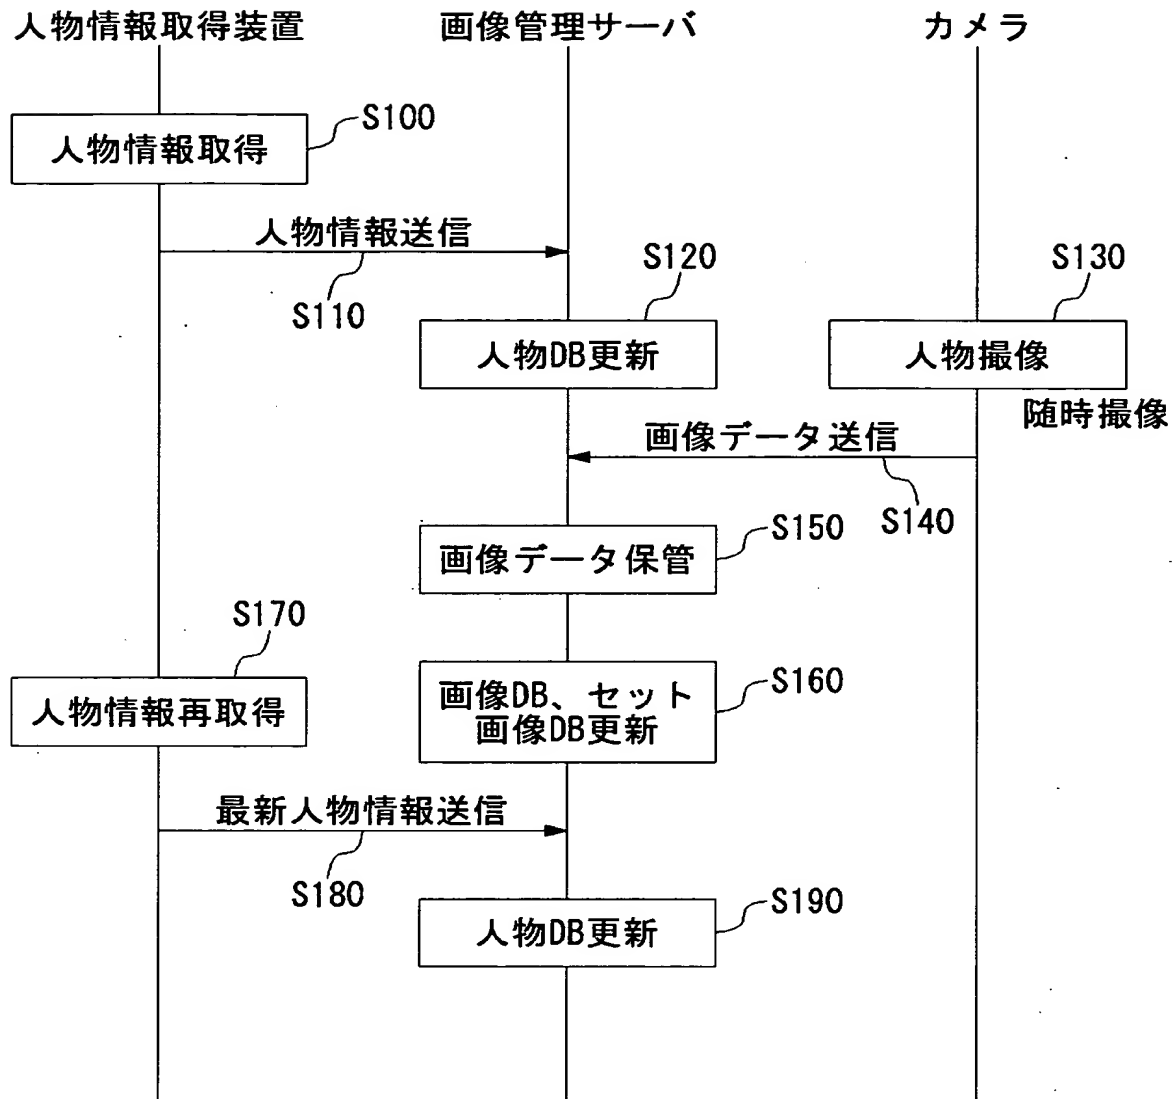 人物情報取得装置
画像管理サーバ
カメラ
S100
人物情報取得
人物情報送信
S110
S120
S130
人物DB更新
人物撮像
随時撮像
画像データ送信
S140
S150
画像データ保管
S170
人物情報再取得
S160
画像DB、セット
画像DB更新
最新人物情報送信
S180
S190
人物DB更新